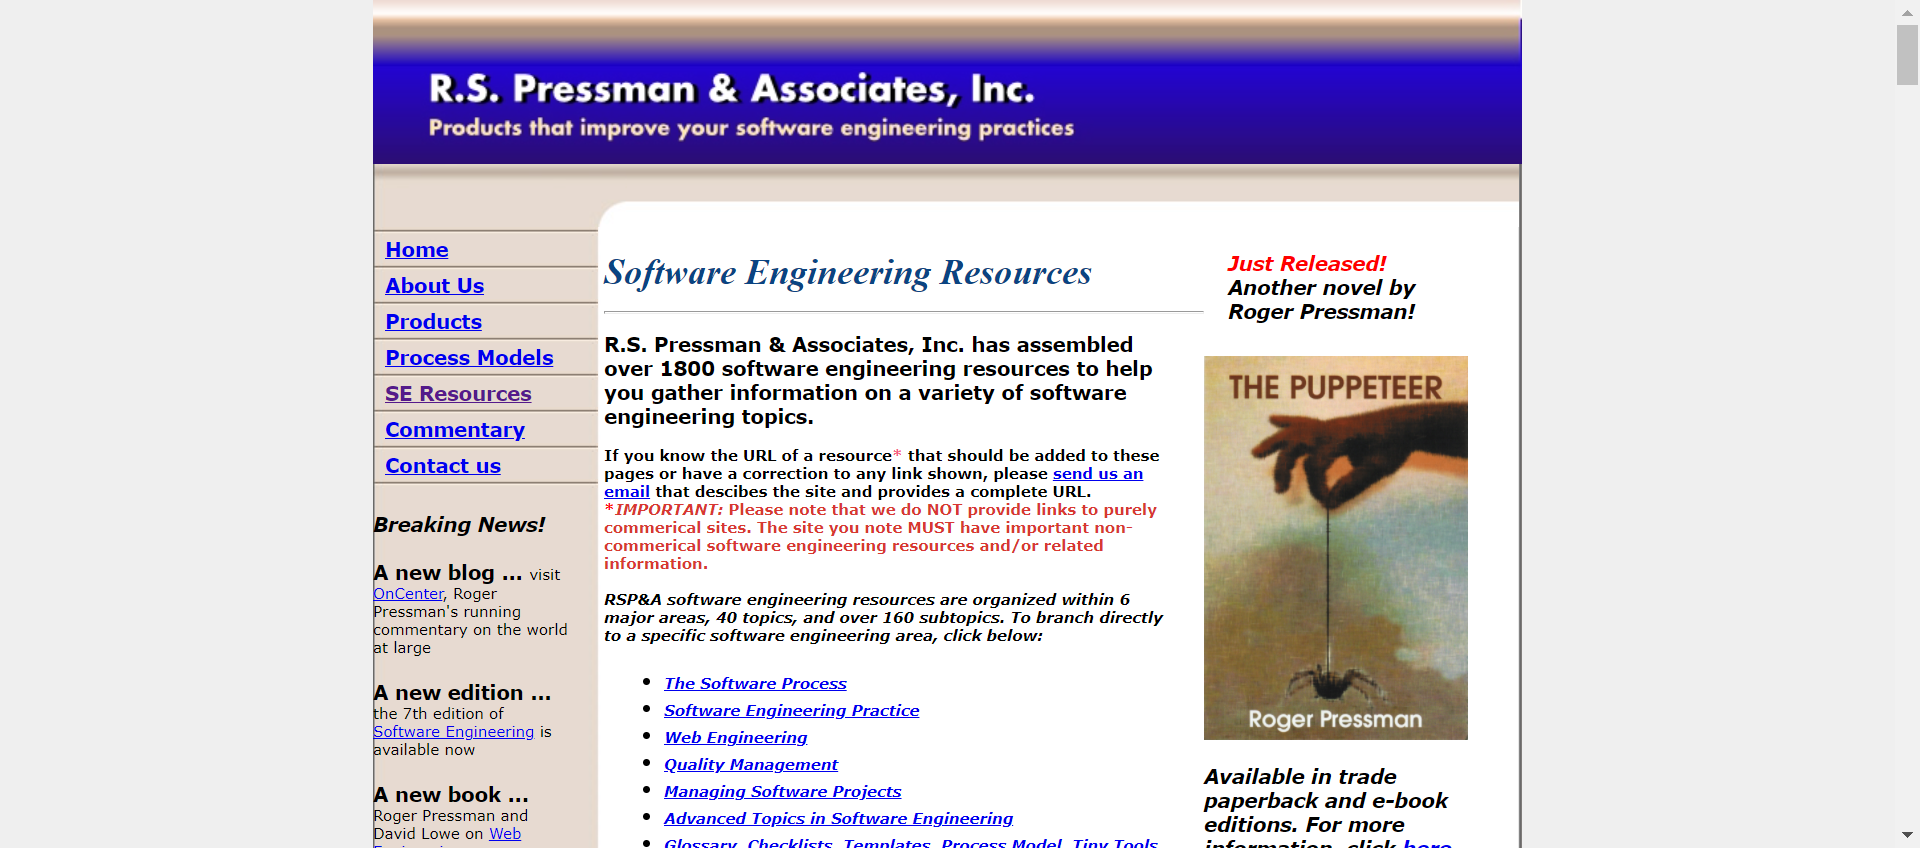 R.S. Pressman & Associates, Inc.
Products that improve your software engineering practices
Home
About Us
Products
Process Models
SE Resources
Commentary
Contact us
Breaking News!
A new blog ... visit
OnCenter, Roger
Pressman's running
commentary on the world
at large
A new edition ...
the 7th edition of
Software Engineering is
available now
A new book ...
Roger Pressman and
David Lowe on Web
Software Engineering Resources
R.S. Pressman & Associates, Inc. has assembled
over 1800 software engineering resources to help
you gather information on a variety of software
engineering topics.
If you know the URL of a resource* that should be added to these
pages or have a correction to any link shown, please send us an
email that descibes the site and provides a complete URL.
*IMPORTANT: Please note that we do NOT provide links to purely
commerical sites. The site you note MUST have important non-
commerical software engineering resources and/or related
information.
RSP&A software engineering resources are organized within 6
major areas, 40 topics, and over 160 subtopics. To branch directly
to a specific software engineering area, click below:
The Software Process
Software Engineering Practice
Web Engineering
Quality Management
Managing Software Projects
Advanced Topics in Software Engineering
Glossary, Checklists, Templates, Process Model, Tiny Tools
Just Released!
Another novel by
Roger Pressman!
THE PUPPETEER
Roger Pressman
Available in trade
paperback and e-book
editions. For more
information, click here